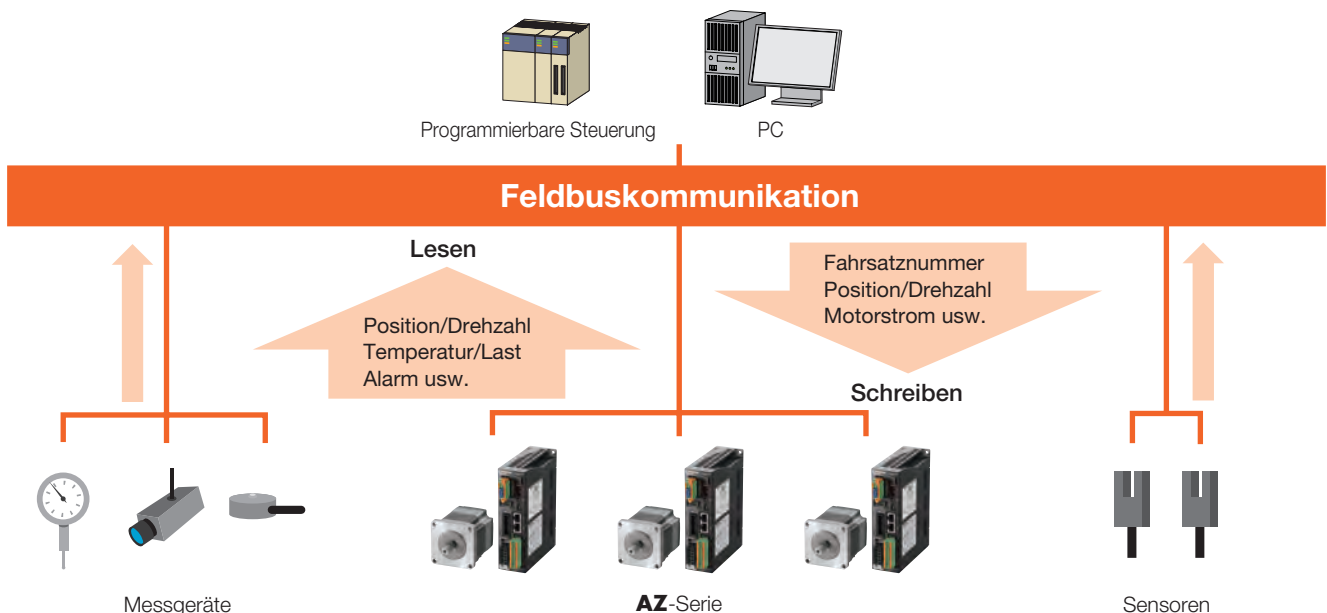 Programmierbare Steuerung
PC
Feldbuskommunikation
Lesen
Position/Drehzahl
Temperatur/Last
Alarm usw.
Fahrsatznummer
Position/Drehzahl
Motorstrom usw.
Schreiben
Messgeräte
AZ-Serie
Sensoren